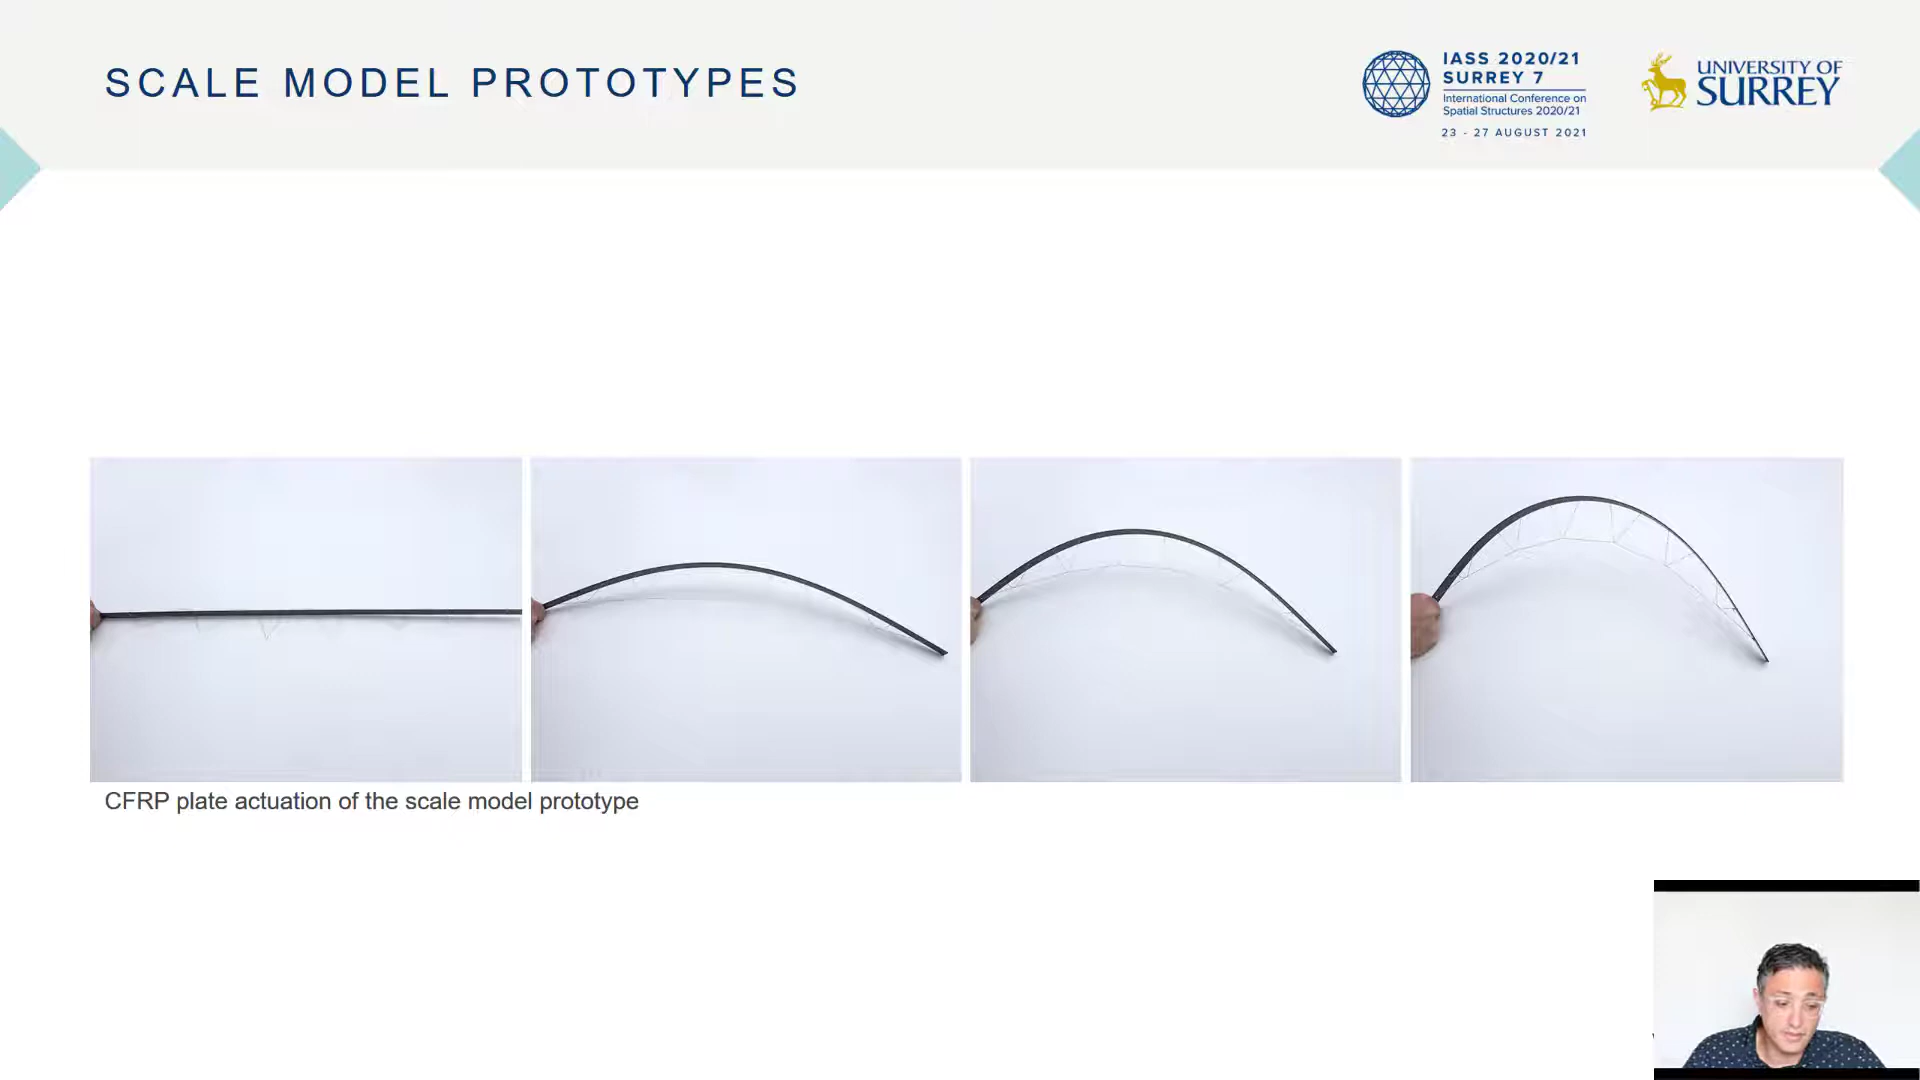 SCALE MODEL PROTOTYPES
IASS 2020/21
SURREY 7
International Conference on
Spatial Structures 2020/21
23 - 27 AUGUST 2021
UNIVERSITY OF
SURREY
CFRP plate actuation of the scale model prototype